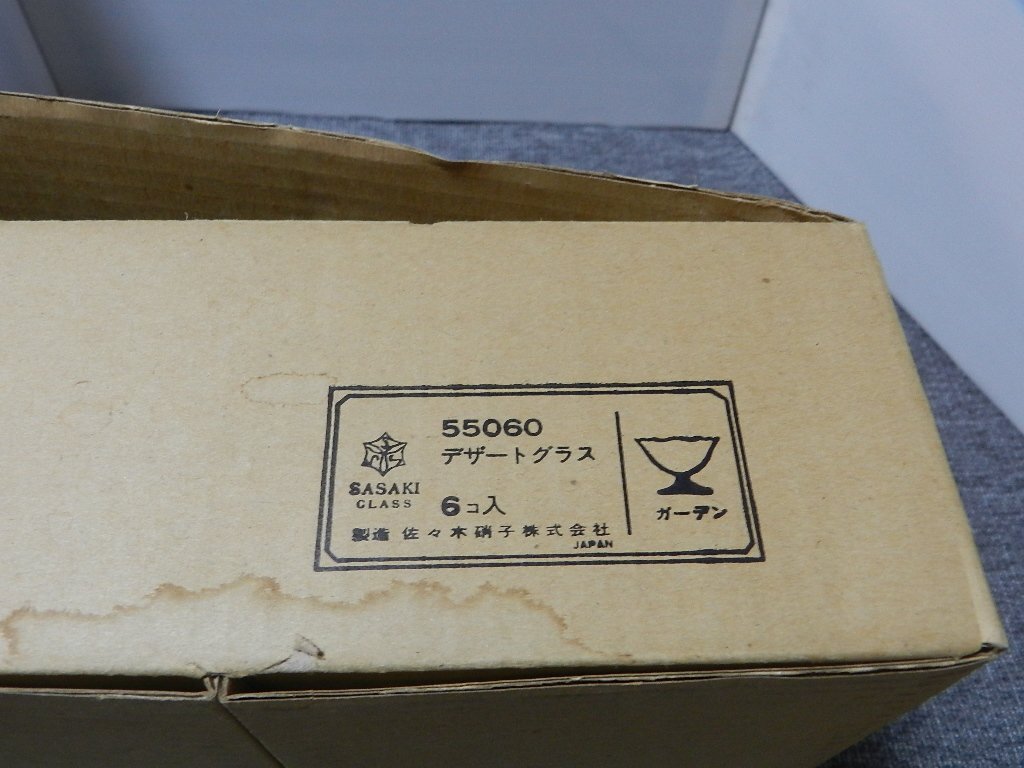 55060
デザートグラス
SASAKI
GLASS
6コ入
製造 佐々木硝子株式会社
JAPAN
ガーデン